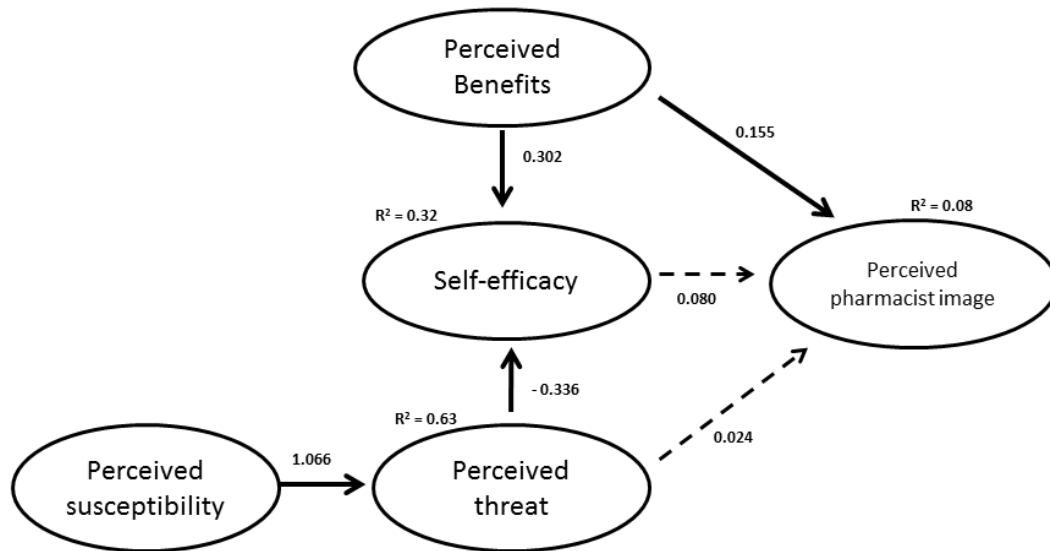 Perceived
Benefits
0.155
0.302
R² = 0.32
R² = 0.08
Self-efficacy
0.080
Perceived
pharmacist image
- 0.336
R² = 0.63
0.024
1.066
Perceived
susceptibility
Perceived
threat